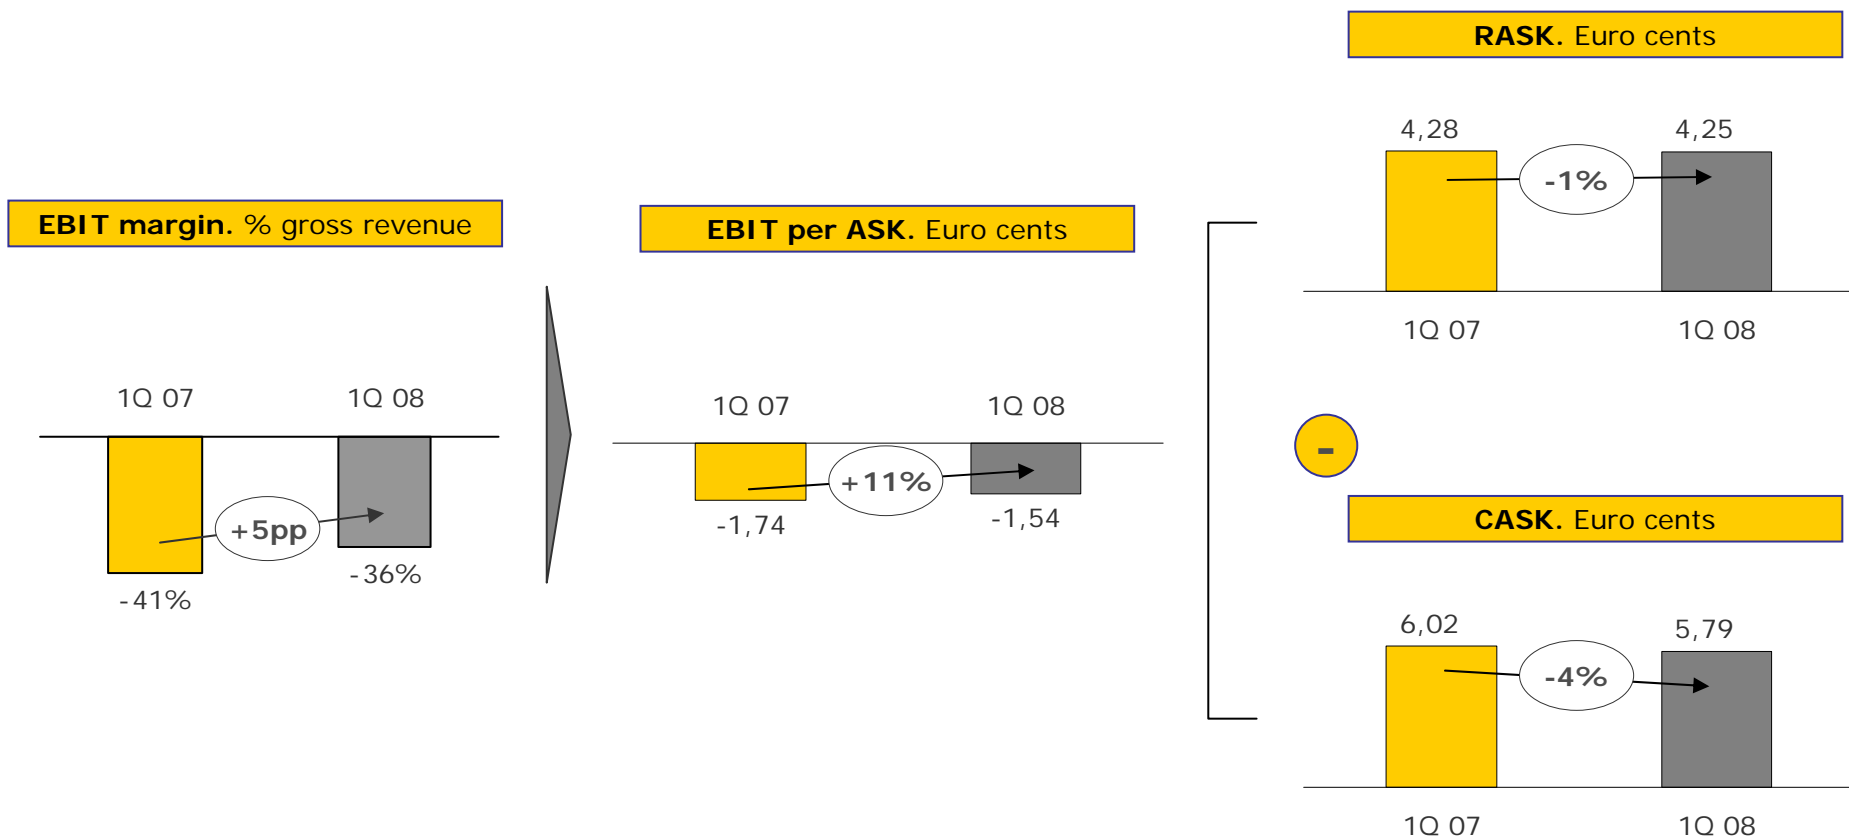 EBIT margin. % gross revenue
1Q 07 1Q 08
+5pp
-41% -36%
EBIT per ASK. Euro cents
1Q 07 1Q 08
+11%
-1,74 -1,54
RASK. Euro cents
4,28 4,25
-1%
1Q 07 1Q 08
-
CASK. Euro cents
6,02 5,79
-4%
1Q 07 1Q 08